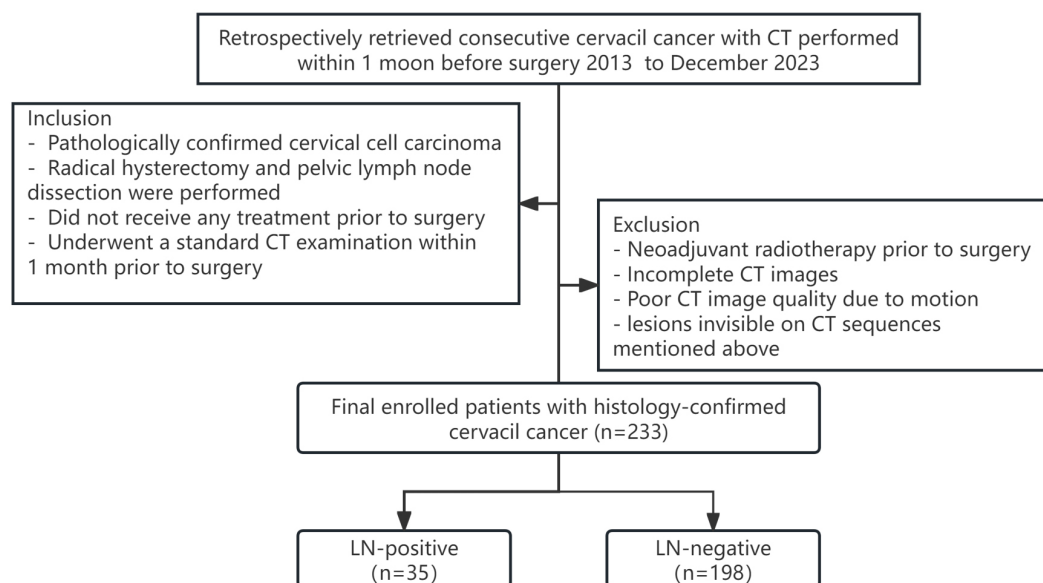 Retrospectively retrieved consecutive cervacil cancer with CT performed
within 1 moon before surgery 2013 to December 2023
Inclusion
- Pathologically confirmed cervical cell carcinoma
- Radical hysterectomy and pelvic lymph node
dissection were performed
- Did not receive any treatment prior to surgery
- Underwent a standard CT examination within
1 month prior to surgery
Exclusion
- Neoadjuvant radiotherapy prior to surgery
- Incomplete CT images
- Poor CT image quality due to motion
- lesions invisible on CT sequences
mentioned above
Final enrolled patients with histology-confirmed
cervacil cancer (n=233)
LN-positive
(n=35)
LN-negative
(n=198)